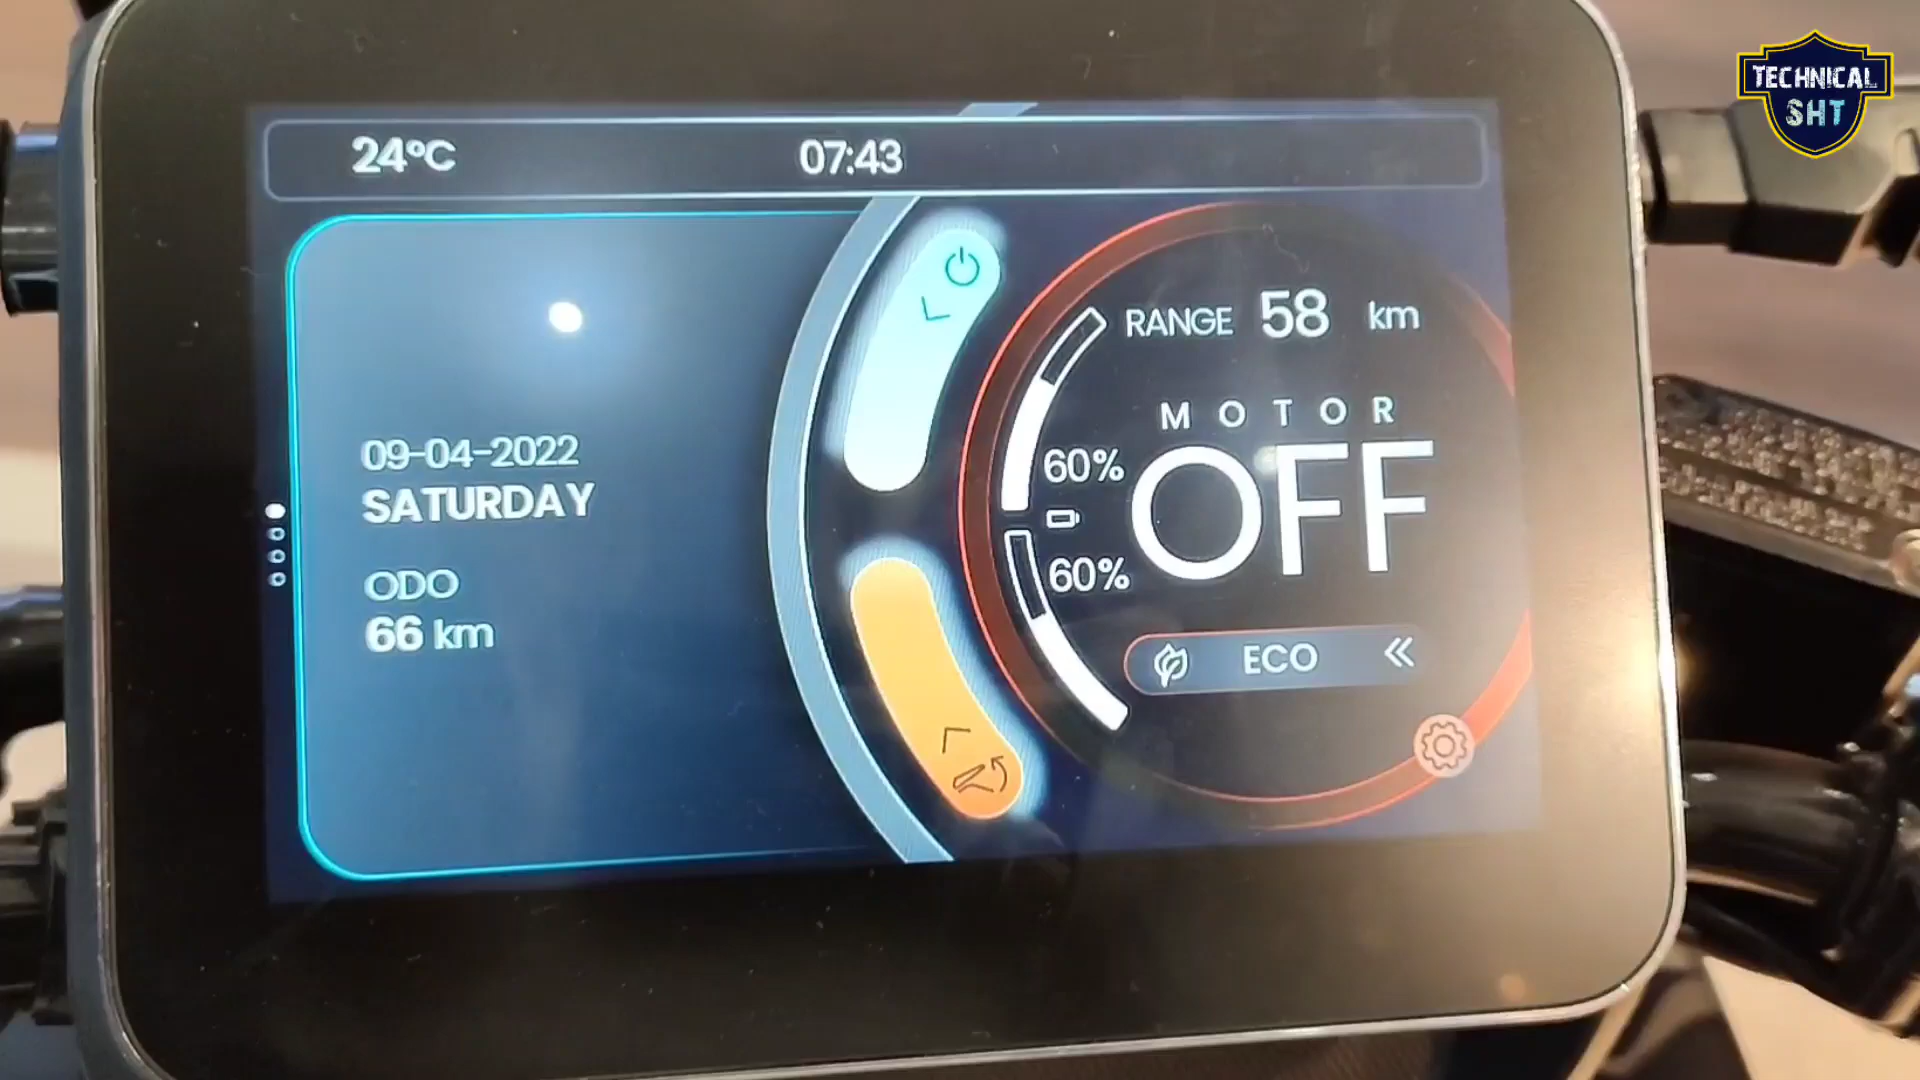 TECHNICAL
SHT
24°C
07:43
09-04-2022
SATURDAY
ODO
66 km
RANGE 58 km
MOTOR
OFF
60%
60%
ECO